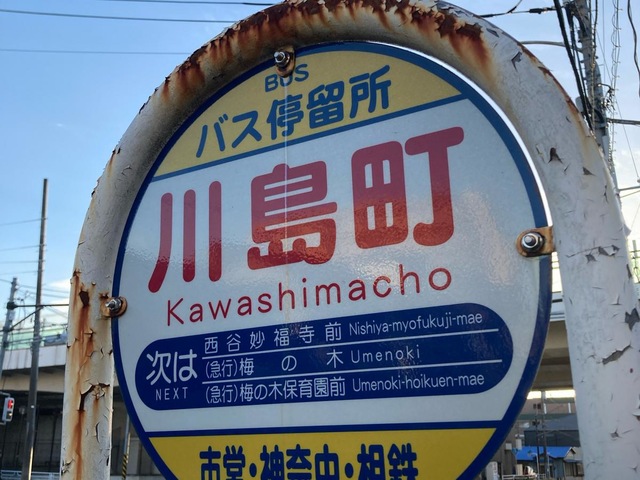 BUS
バス停留所
川島町
Kawashimacho
次は
NEXT
西谷妙福寺前 Nishiya-myofukuji-mae
(急行)梅の木 Umenoki
(急行)梅の木保育園前 Umenoki-hoikuen-mae
市営・神奈中・相鉄